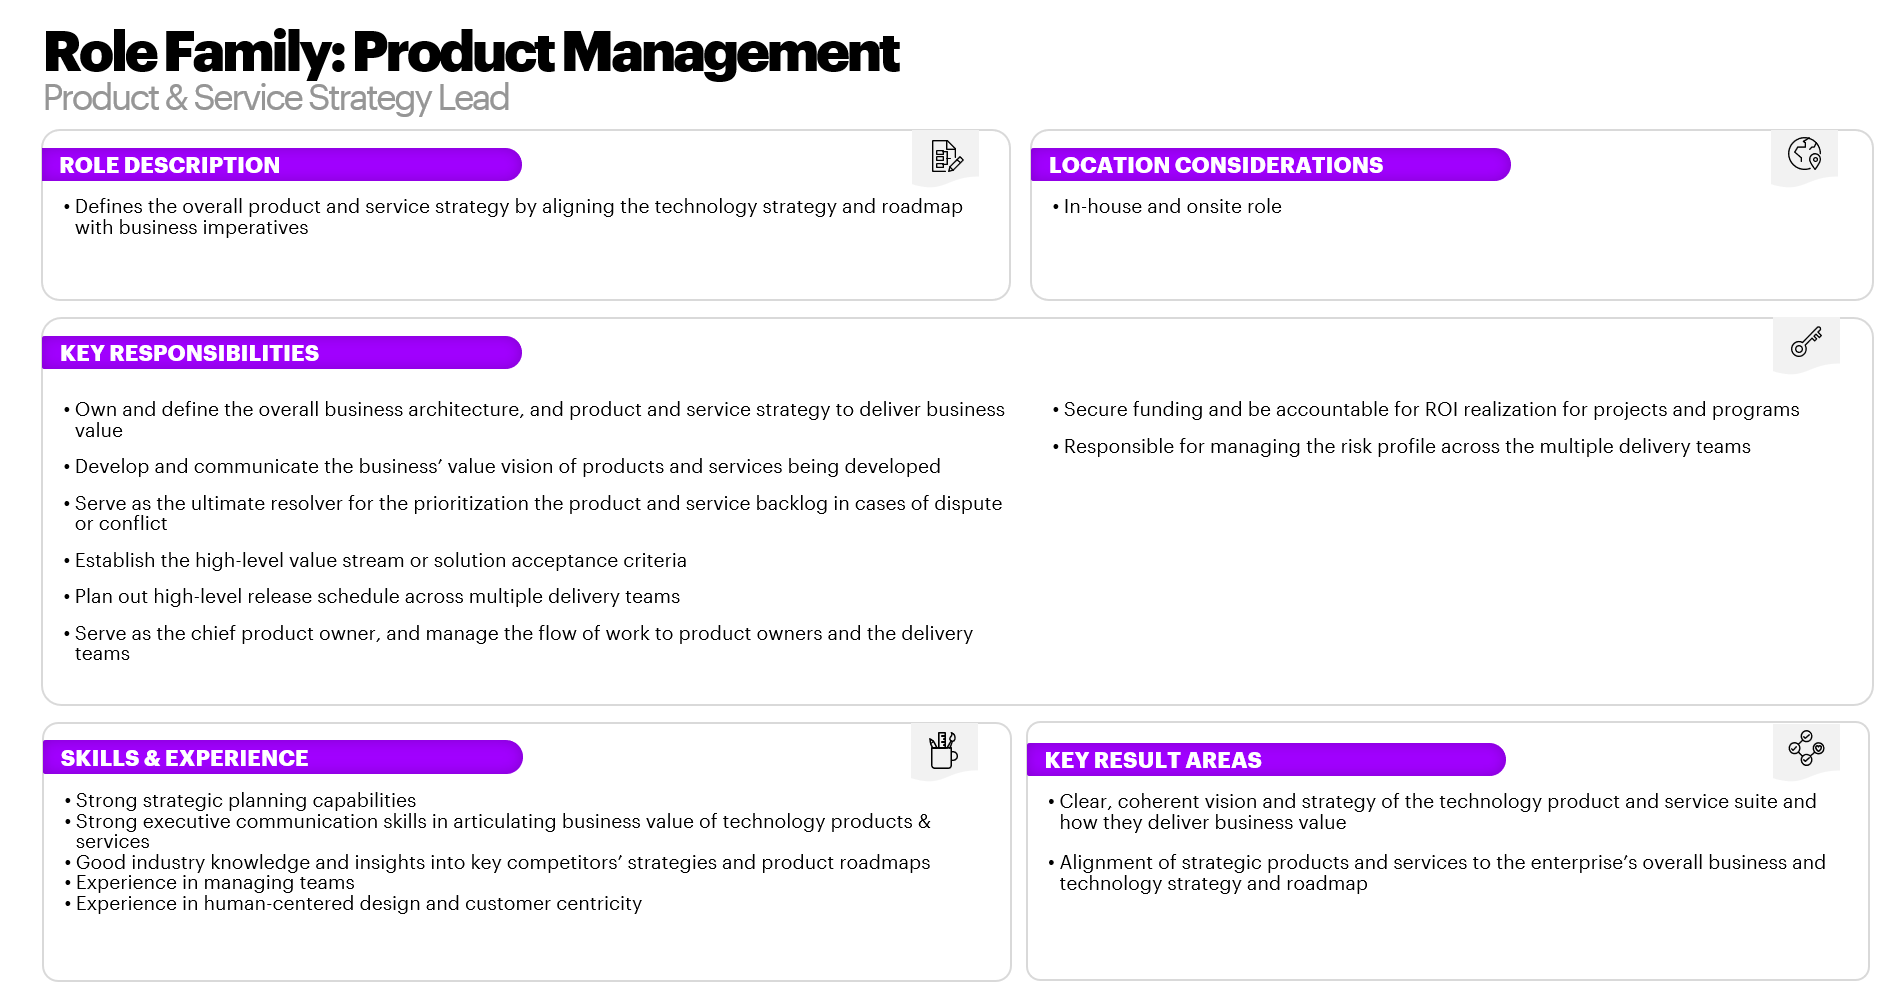 Role Family: Product Management
Product & Service Strategy Lead
ROLE DESCRIPTION
• Defines the overall product and service strategy by aligning the technology strategy and roadmap
with business imperatives
LOCATION CONSIDERATIONS
• In-house and onsite role
KEY RESPONSIBILITIES
• Own and define the overall business architecture, and product and service strategy to deliver business
value
• Develop and communicate the business’ value vision of products and services being developed
• Serve as the ultimate resolver for the prioritization the product and service backlog in cases of dispute
or conflict
• Establish the high-level value stream or solution acceptance criteria
• Plan out high-level release schedule across multiple delivery teams
• Serve as the chief product owner, and manage the flow of work to product owners and the delivery
teams
• Secure funding and be accountable for ROI realization for projects and programs
• Responsible for managing the risk profile across the multiple delivery teams
SKILLS & EXPERIENCE
• Strong strategic planning capabilities
• Strong executive communication skills in articulating business value of technology products &
services
• Good industry knowledge and insights into key competitors’ strategies and product roadmaps
• Experience in managing teams
• Experience in human-centered design and customer centricity
KEY RESULT AREAS
• Clear, coherent vision and strategy of the technology product and service suite and
how they deliver business value
• Alignment of strategic products and services to the enterprise’s overall business and
technology strategy and roadmap